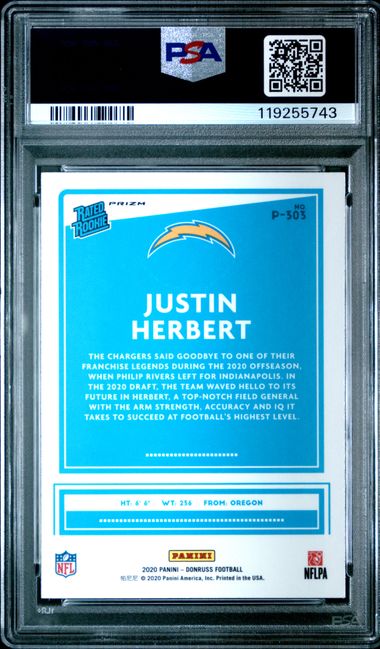 PSA
119255743
RATED ROOKIE
PRIZM
NO.
P-303
JUSTIN
HERBERT
THE CHARGERS SAID GOODBYE TO ONE OF THEIR
FRANCHISE LEGENDS DURING THE 2020 OFFSEASON,
WHEN PHILIP RIVERS LEFT FOR INDIANAPOLIS. IN
THE 2020 DRAFT, THE TEAM WAVED HELLO TO ITS
FUTURE IN HERBERT, A TOP-NOTCH FIELD GENERAL
WITH THE ARM STRENGTH, ACCURACY AND IQ IT
TAKES TO SUCCEED AT FOOTBALL'S HIGHEST LEVEL.
HT: 6' 6" WT: 236 FROM: OREGON
NFL
PANINI
NFLPA
2020 PANINI – DONRUSS FOOTBALL
帕尼尼 © 2020 Panini America, Inc. Printed in the USA.
PSA